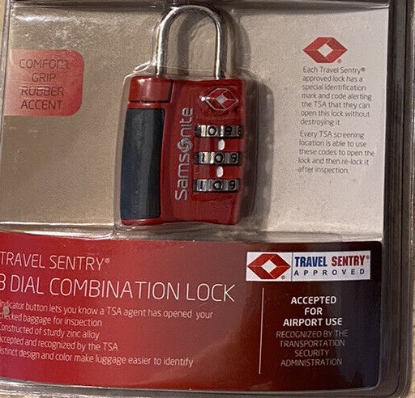 COMFORT
GRIP
RUBBER
ACCENT
Samsonite
Each Travel Sentry®
approved lock has a
special identification
mark and code alerting
the TSA that they can
open this lock without
destroying it.
Every TSA screening
location is able to use
these codes to open the
lock and then re-lock it
after inspection.
TRAVEL SENTRY®
3 DIAL COMBINATION LOCK
indicator button lets you know a TSA agent has opened your
checked baggage for inspection
Constructed of sturdy zinc alloy
Accepted and recognized by the TSA
distinct design and color make luggage easier to identify
TRAVEL SENTRY®
APPROVED
ACCEPTED
FOR
AIRPORT USE
RECOGNIZED BY THE
TRANSPORTATION
SECURITY
ADMINISTRATION